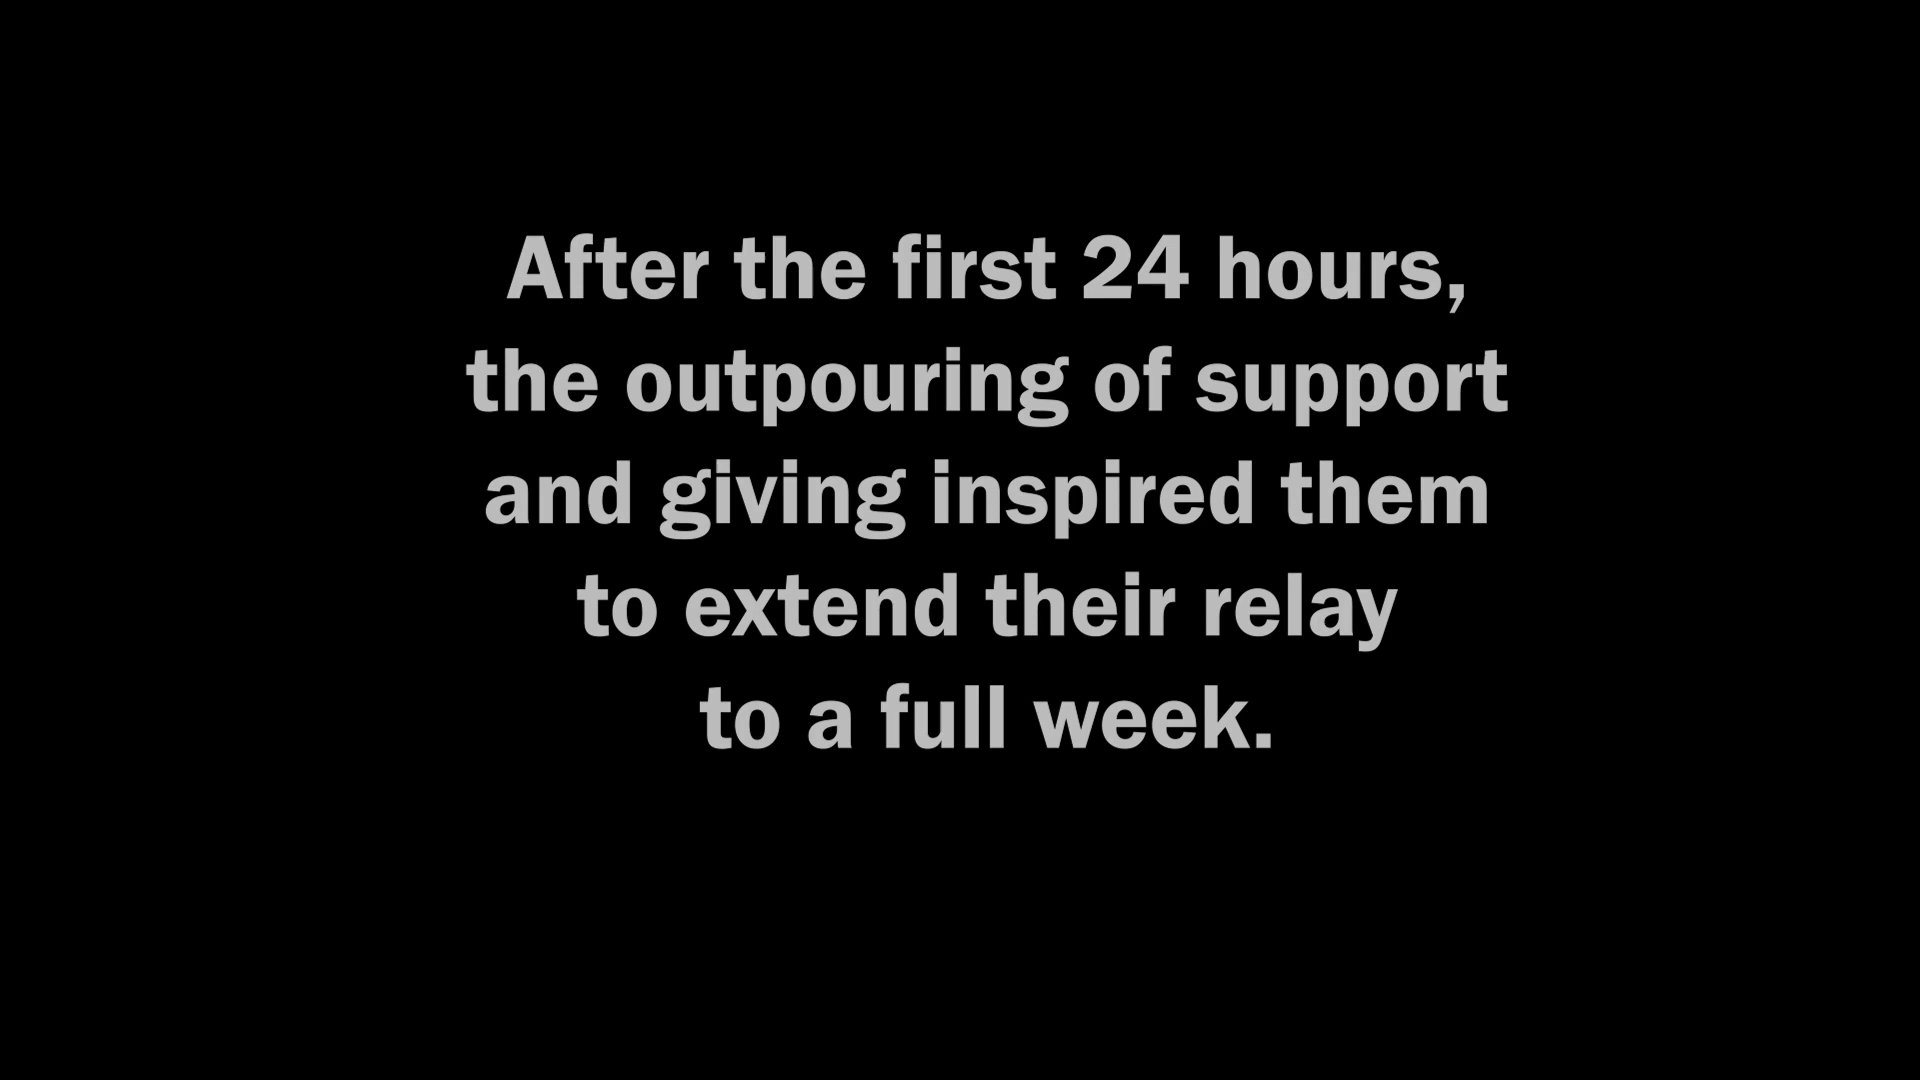 After the first 24 hours,
the outpouring of support
and giving inspired them
to extend their relay
to a full week.